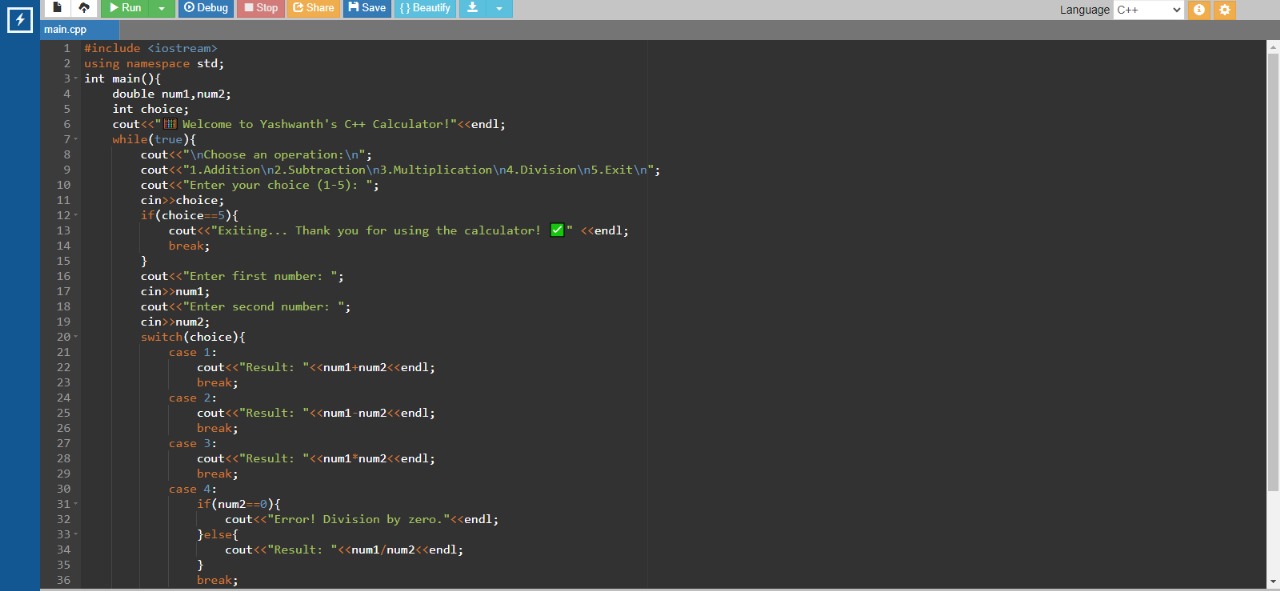 Run Debug Stop Share Save { } Beautify Language C++
main.cpp
1 #include <iostream>
2 using namespace std;
3 int main(){
4 double num1,num2;
5 int choice;
6 cout<<"🧮 Welcome to Yashwanth's C++ Calculator!"<<endl;
7 while(true){
8 cout<<"\nChoose an operation:\n";
9 cout<<"1.Addition\n2.Subtraction\n3.Multiplication\n4.Division\n5.Exit\n";
10 cout<<"Enter your choice (1-5): ";
11 cin>>choice;
12 if(choice==5){
13 cout<<"Exiting... Thank you for using the calculator! ✅" <<endl;
14 break;
15 }
16 cout<<"Enter first number: ";
17 cin>>num1;
18 cout<<"Enter second number: ";
19 cin>>num2;
20 switch(choice){
21 case 1:
22 cout<<"Result: "<<num1+num2<<endl;
23 break;
24 case 2:
25 cout<<"Result: "<<num1-num2<<endl;
26 break;
27 case 3:
28 cout<<"Result: "<<num1*num2<<endl;
29 break;
30 case 4:
31 if(num2==0){
32 cout<<"Error! Division by zero."<<endl;
33 }else{
34 cout<<"Result: "<<num1/num2<<endl;
35 }
36 break;